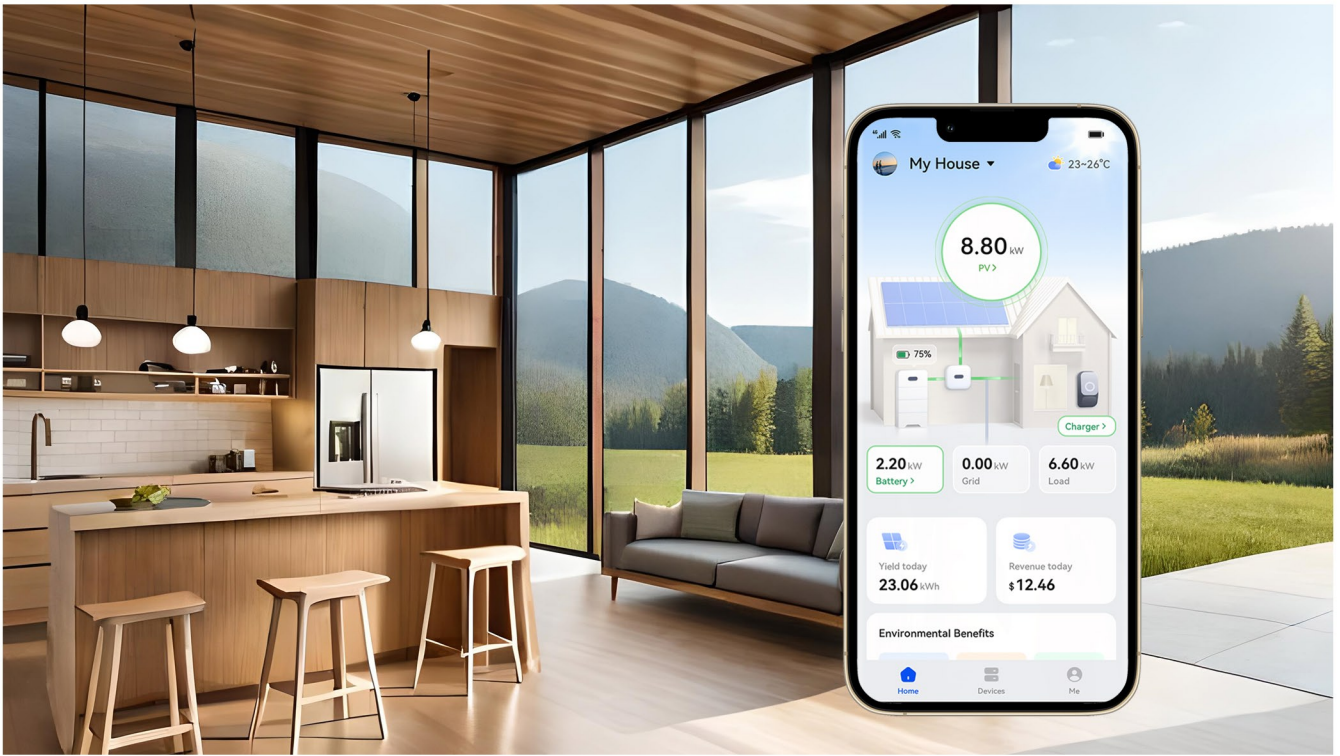 4G
My House
23~26°C
8.80 kW
PV >
75%
Charger >
2.20 kW
Battery >
0.00 kW
Grid
6.60 kW
Load
Yield today
23.06 kWh
Revenue today
$ 12.46
Environmental Benefits
Home
Devices
Me